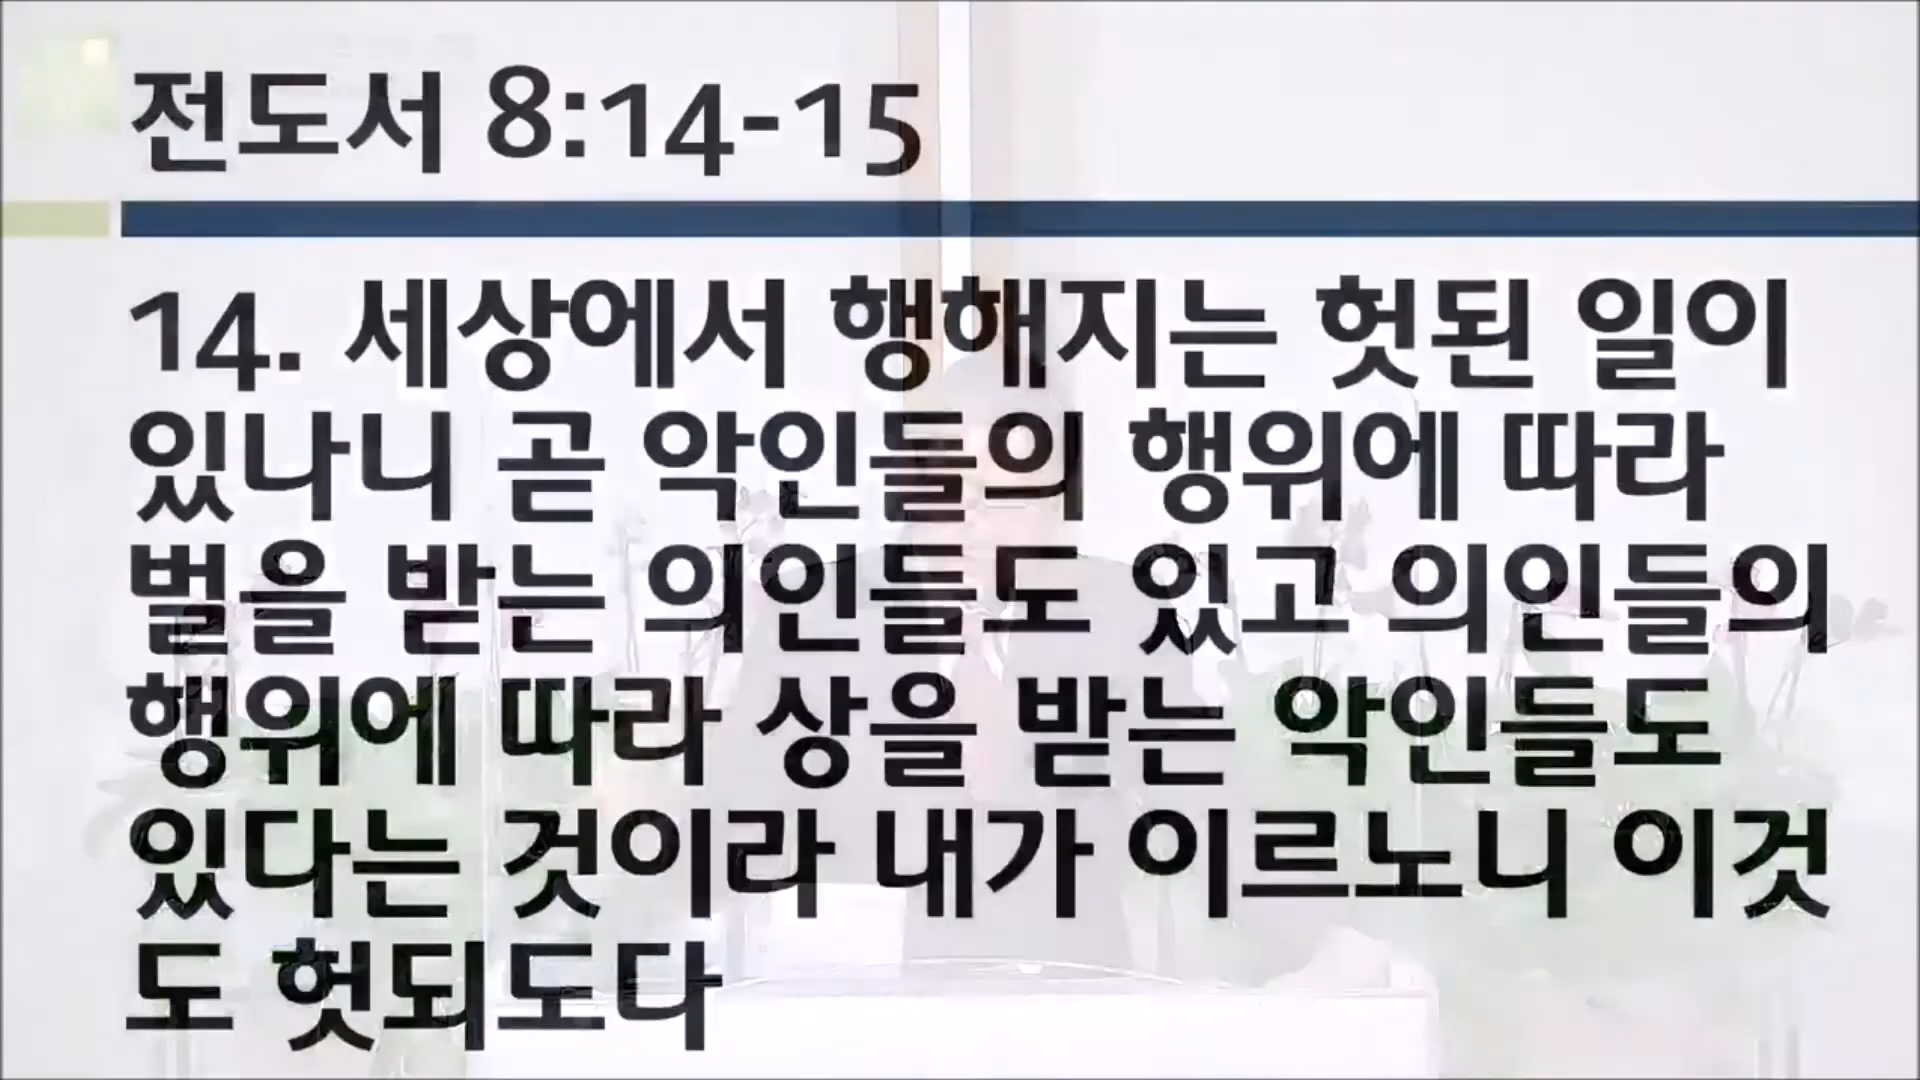 전도서 8:14-15
14. 세상에서 행해지는 헛된 일이
있나니 곧 악인들의 행위에 따라
벌을 받는 의인들도 있고 의인들의
행위에 따라 상을 받는 악인들도
있다는 것이라 내가 이르노니 이것
도 헛되도다